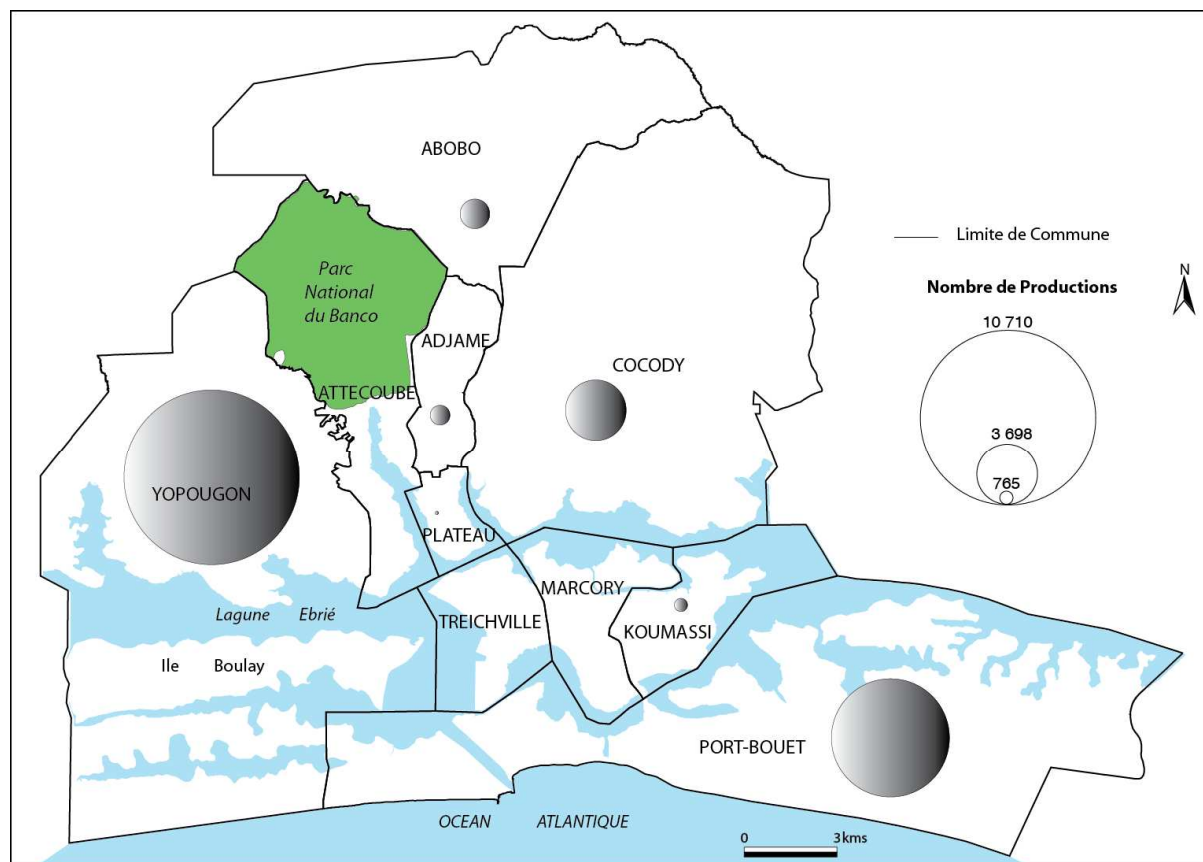 ABOBO
Limite de Commune
N
Parc
National
du Banco
Nombre de Productions
10 710
ADJAME
COCODY
ATTECOUBE
3 698
765
YOPOUGON
PLATEAU
MARCORY
Lagune Ebrié
TREICHVILLE
KOUMASSI
Ile Boulay
PORT-BOUET
OCEAN ATLANTIQUE
0 3kms